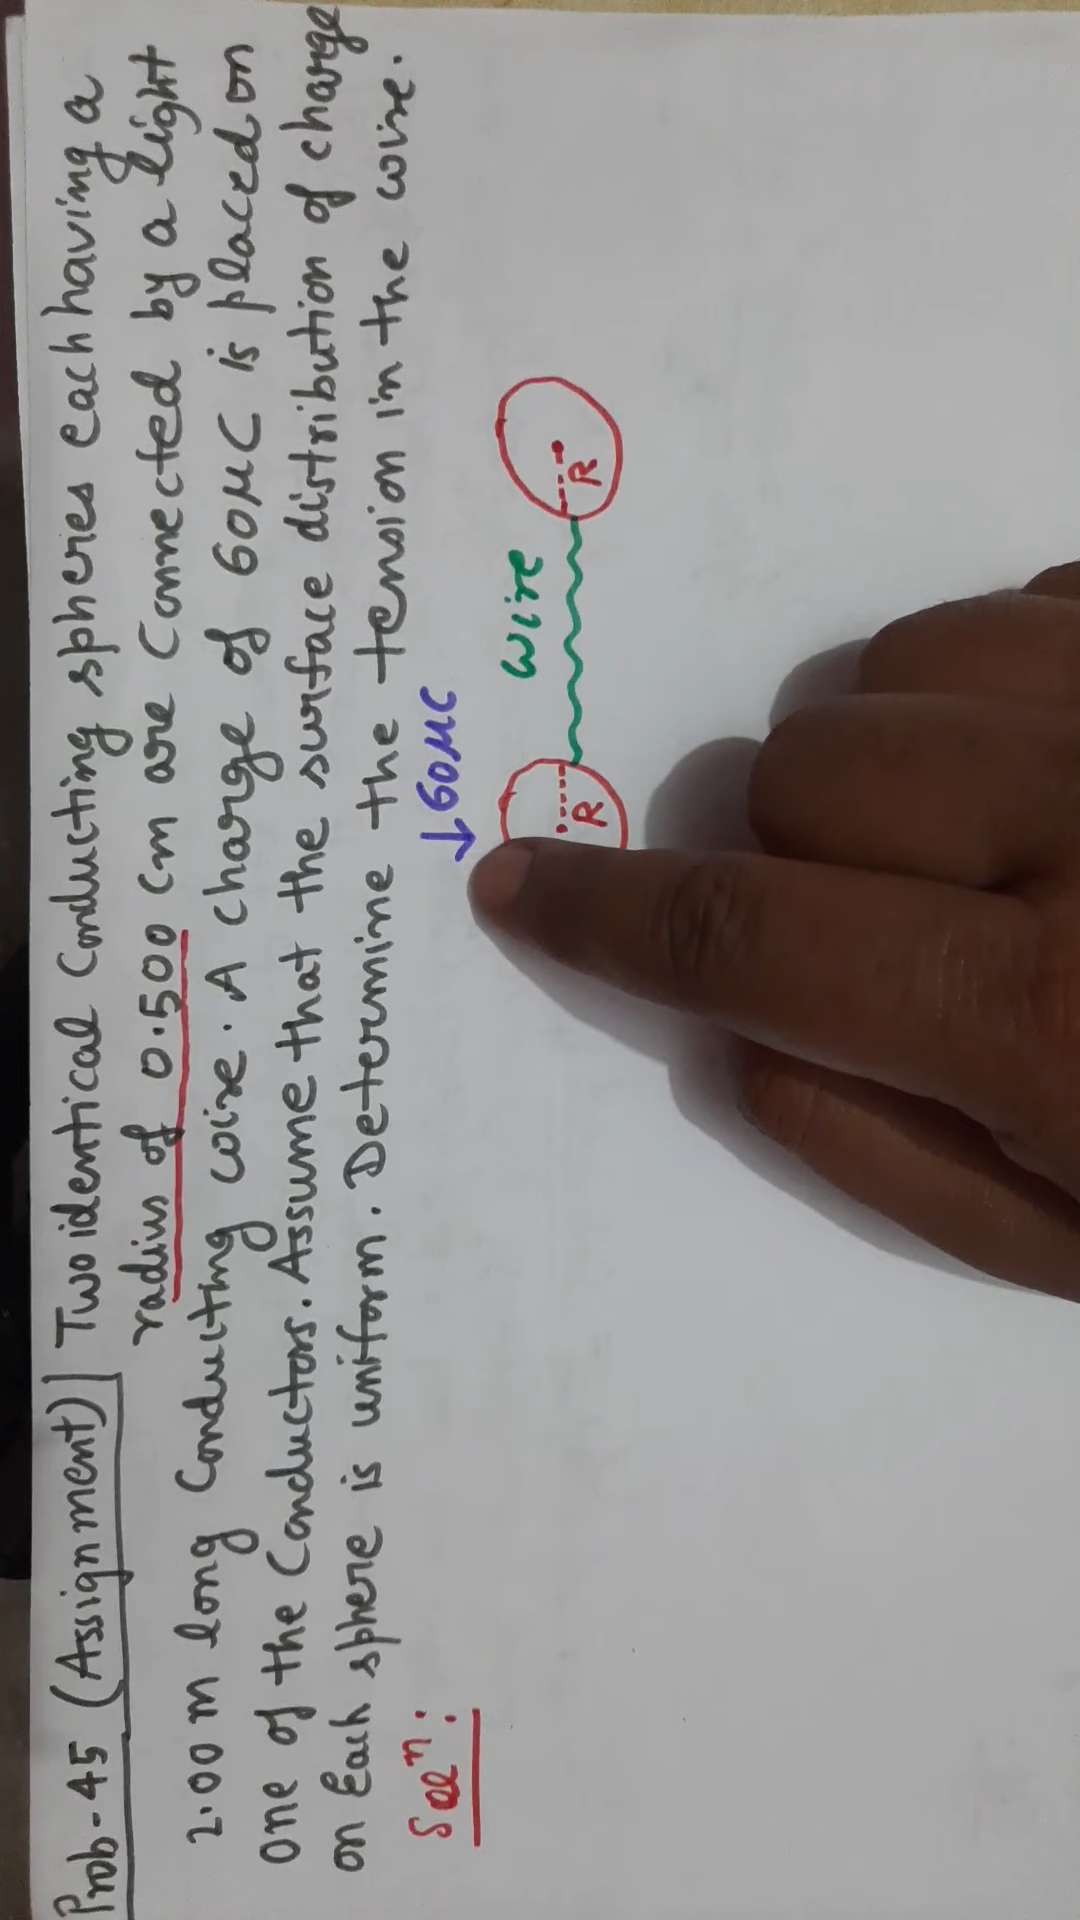 Prob-45 (Assignment) Two identical Conducting spheres each having a
radius of 0.500 cm are Connected by a light
2.00 m long Conducting wire. A charge of 60μC is placed on
one of the Conductors. Assume that the surface distribution of charge
on Each sphere is uniform. Determine the tension in the wire.
Solⁿ:
↓60μC
wire
R
R